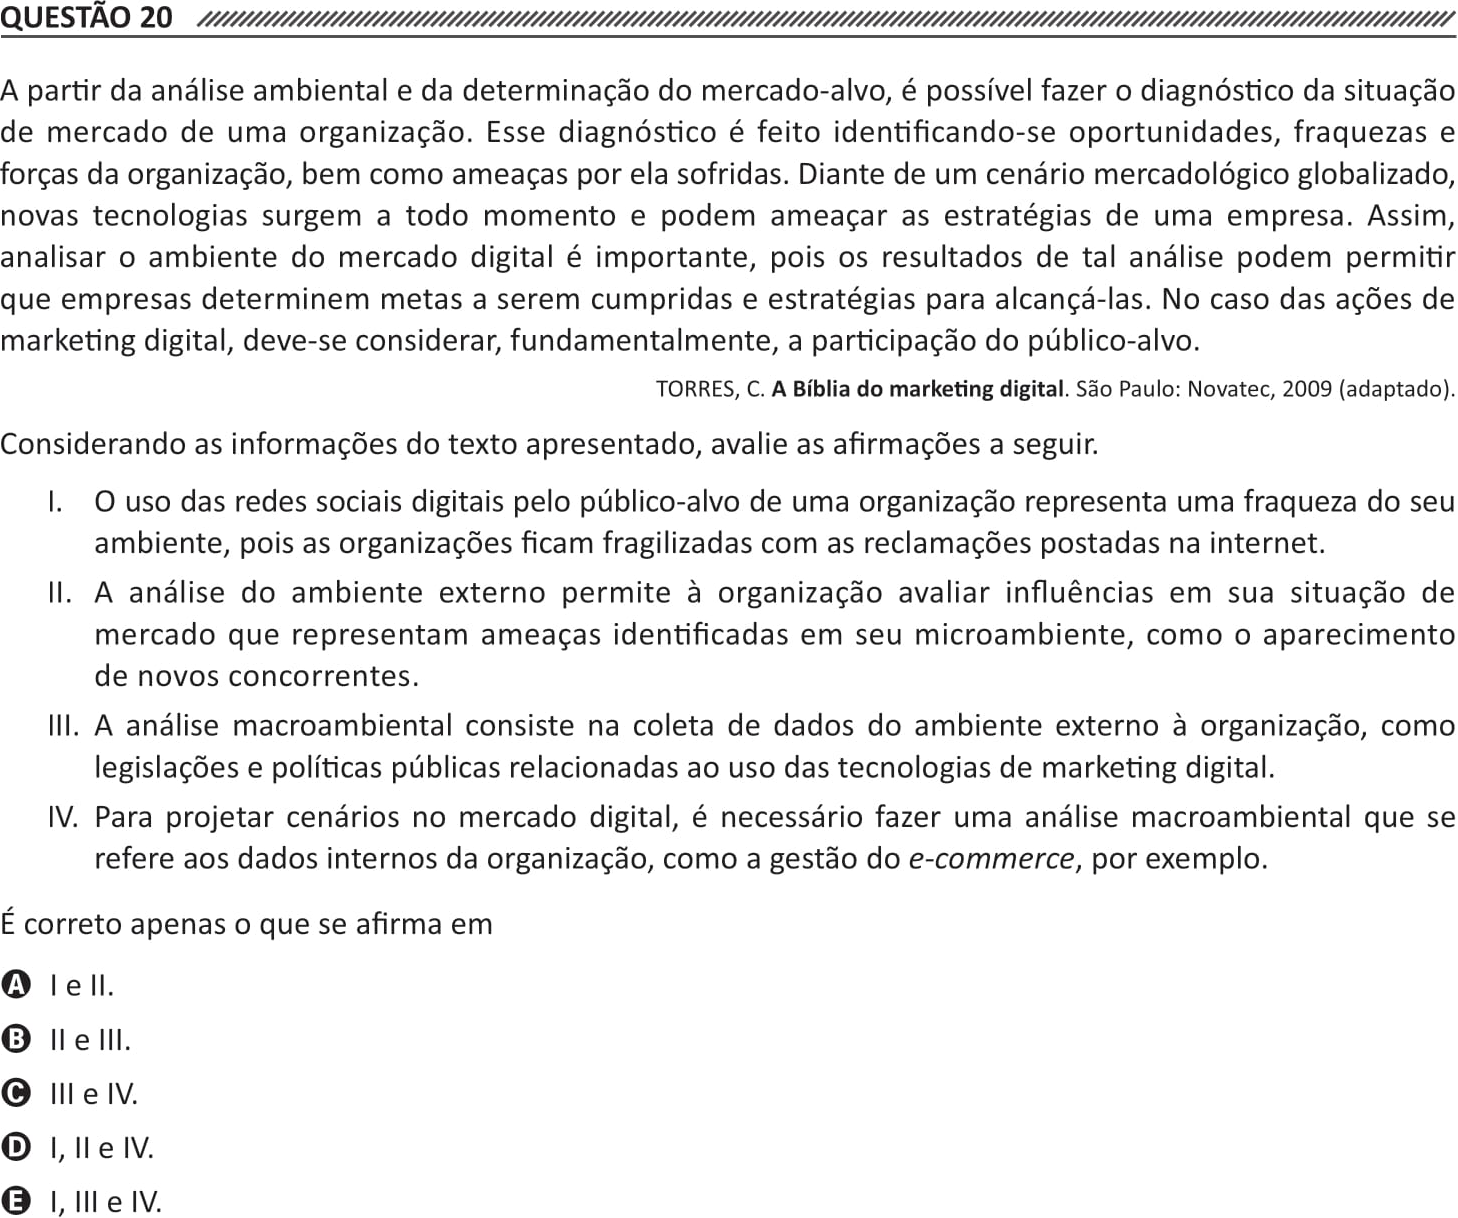 QUESTÃO 20
A partir da análise ambiental e da determinação do mercado-alvo, é possível fazer o diagnóstico da situação
de mercado de uma organização. Esse diagnóstico é feito identificando-se oportunidades, fraquezas e
forças da organização, bem como ameaças por ela sofridas. Diante de um cenário mercadológico globalizado,
novas tecnologias surgem a todo momento e podem ameaçar as estratégias de uma empresa. Assim,
analisar o ambiente do mercado digital é importante, pois os resultados de tal análise podem permitir
que empresas determinem metas a serem cumpridas e estratégias para alcançá-las. No caso das ações de
marketing digital, deve-se considerar, fundamentalmente, a participação do público-alvo.
TORRES, C. A Bíblia do marketing digital. São Paulo: Novatec, 2009 (adaptado).
Considerando as informações do texto apresentado, avalie as afirmações a seguir.
I. O uso das redes sociais digitais pelo público-alvo de uma organização representa uma fraqueza do seu
ambiente, pois as organizações ficam fragilizadas com as reclamações postadas na internet.
II. A análise do ambiente externo permite à organização avaliar influências em sua situação de
mercado que representam ameaças identificadas em seu microambiente, como o aparecimento
de novos concorrentes.
III. A análise macroambiental consiste na coleta de dados do ambiente externo à organização, como
legislações e políticas públicas relacionadas ao uso das tecnologias de marketing digital.
IV. Para projetar cenários no mercado digital, é necessário fazer uma análise macroambiental que se
refere aos dados internos da organização, como a gestão do e-commerce, por exemplo.
É correto apenas o que se afirma em
A I e II.
B II e III.
C III e IV.
D I, II e IV.
E I, III e IV.